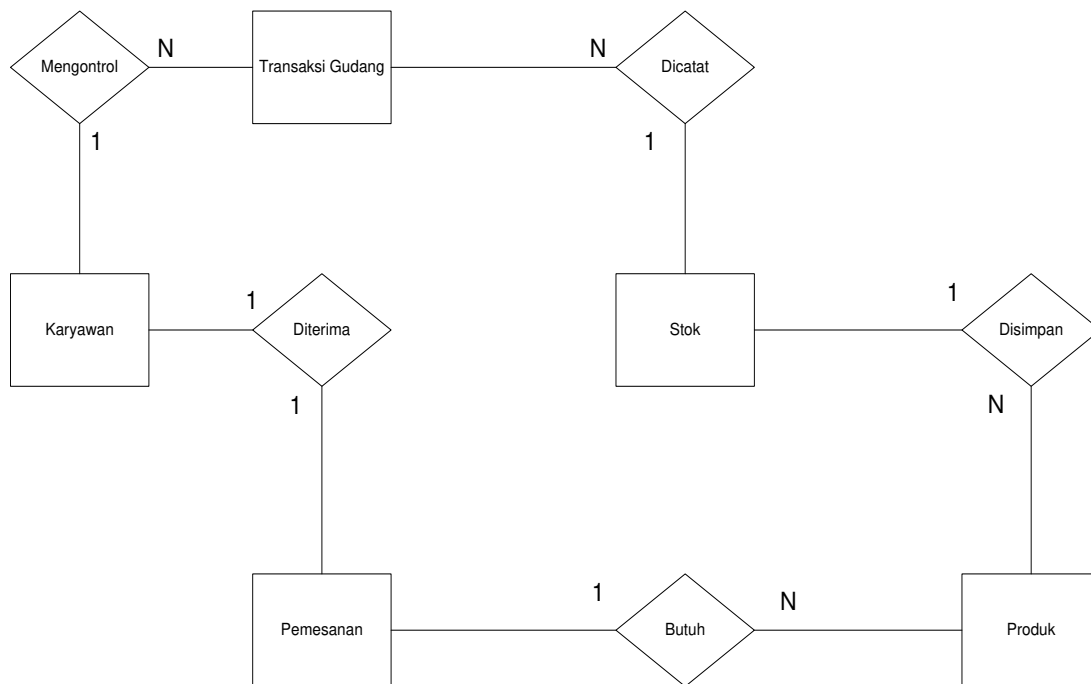 Mengontrol
N
Transaksi Gudang
N
Dicatat
1
1
Karyawan
1
Diterima
1
Stok
1
Disimpan
N
Pemesanan
1
Butuh
N
Produk